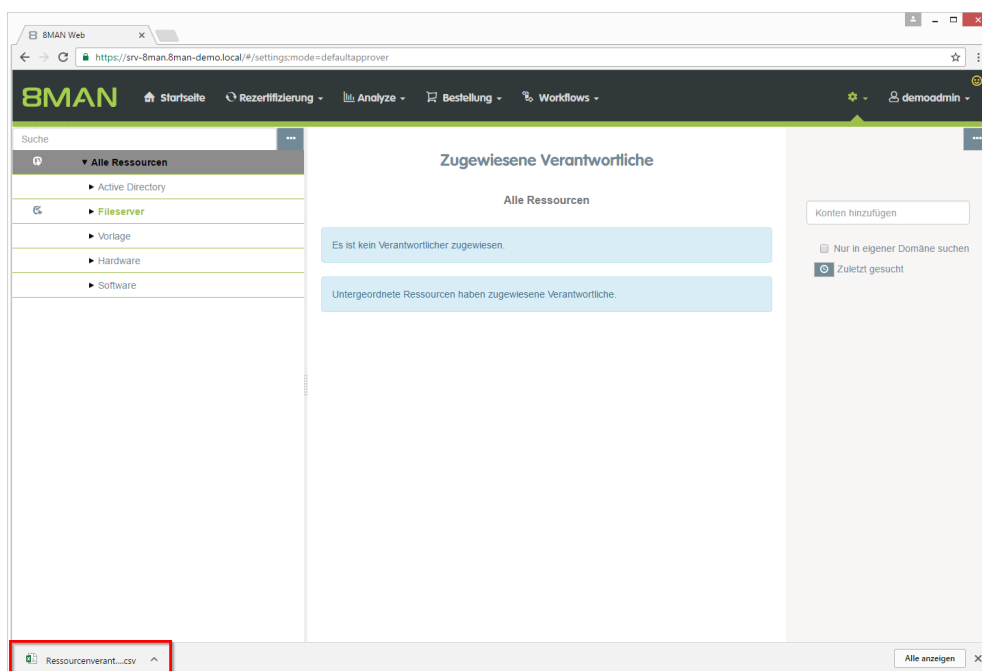 8MAN Web
https://srv-8man.8man-demo.local/#/settings:mode=defaultapprover
8MAN Startseite Rezertifizierung Analyze Bestellung Workflows demoadmin
Suche
Alle Ressourcen
Active Directory
Fileserver
Vorlage
Hardware
Software
Zugewiesene Verantwortliche
Alle Ressourcen
Es ist kein Verantwortlicher zugewiesen.
Untergeordnete Ressourcen haben zugewiesene Verantwortliche.
Konten hinzufügen
Nur in eigener Domäne suchen
Zuletzt gesucht
Ressourcenverant....csv
Alle anzeigen